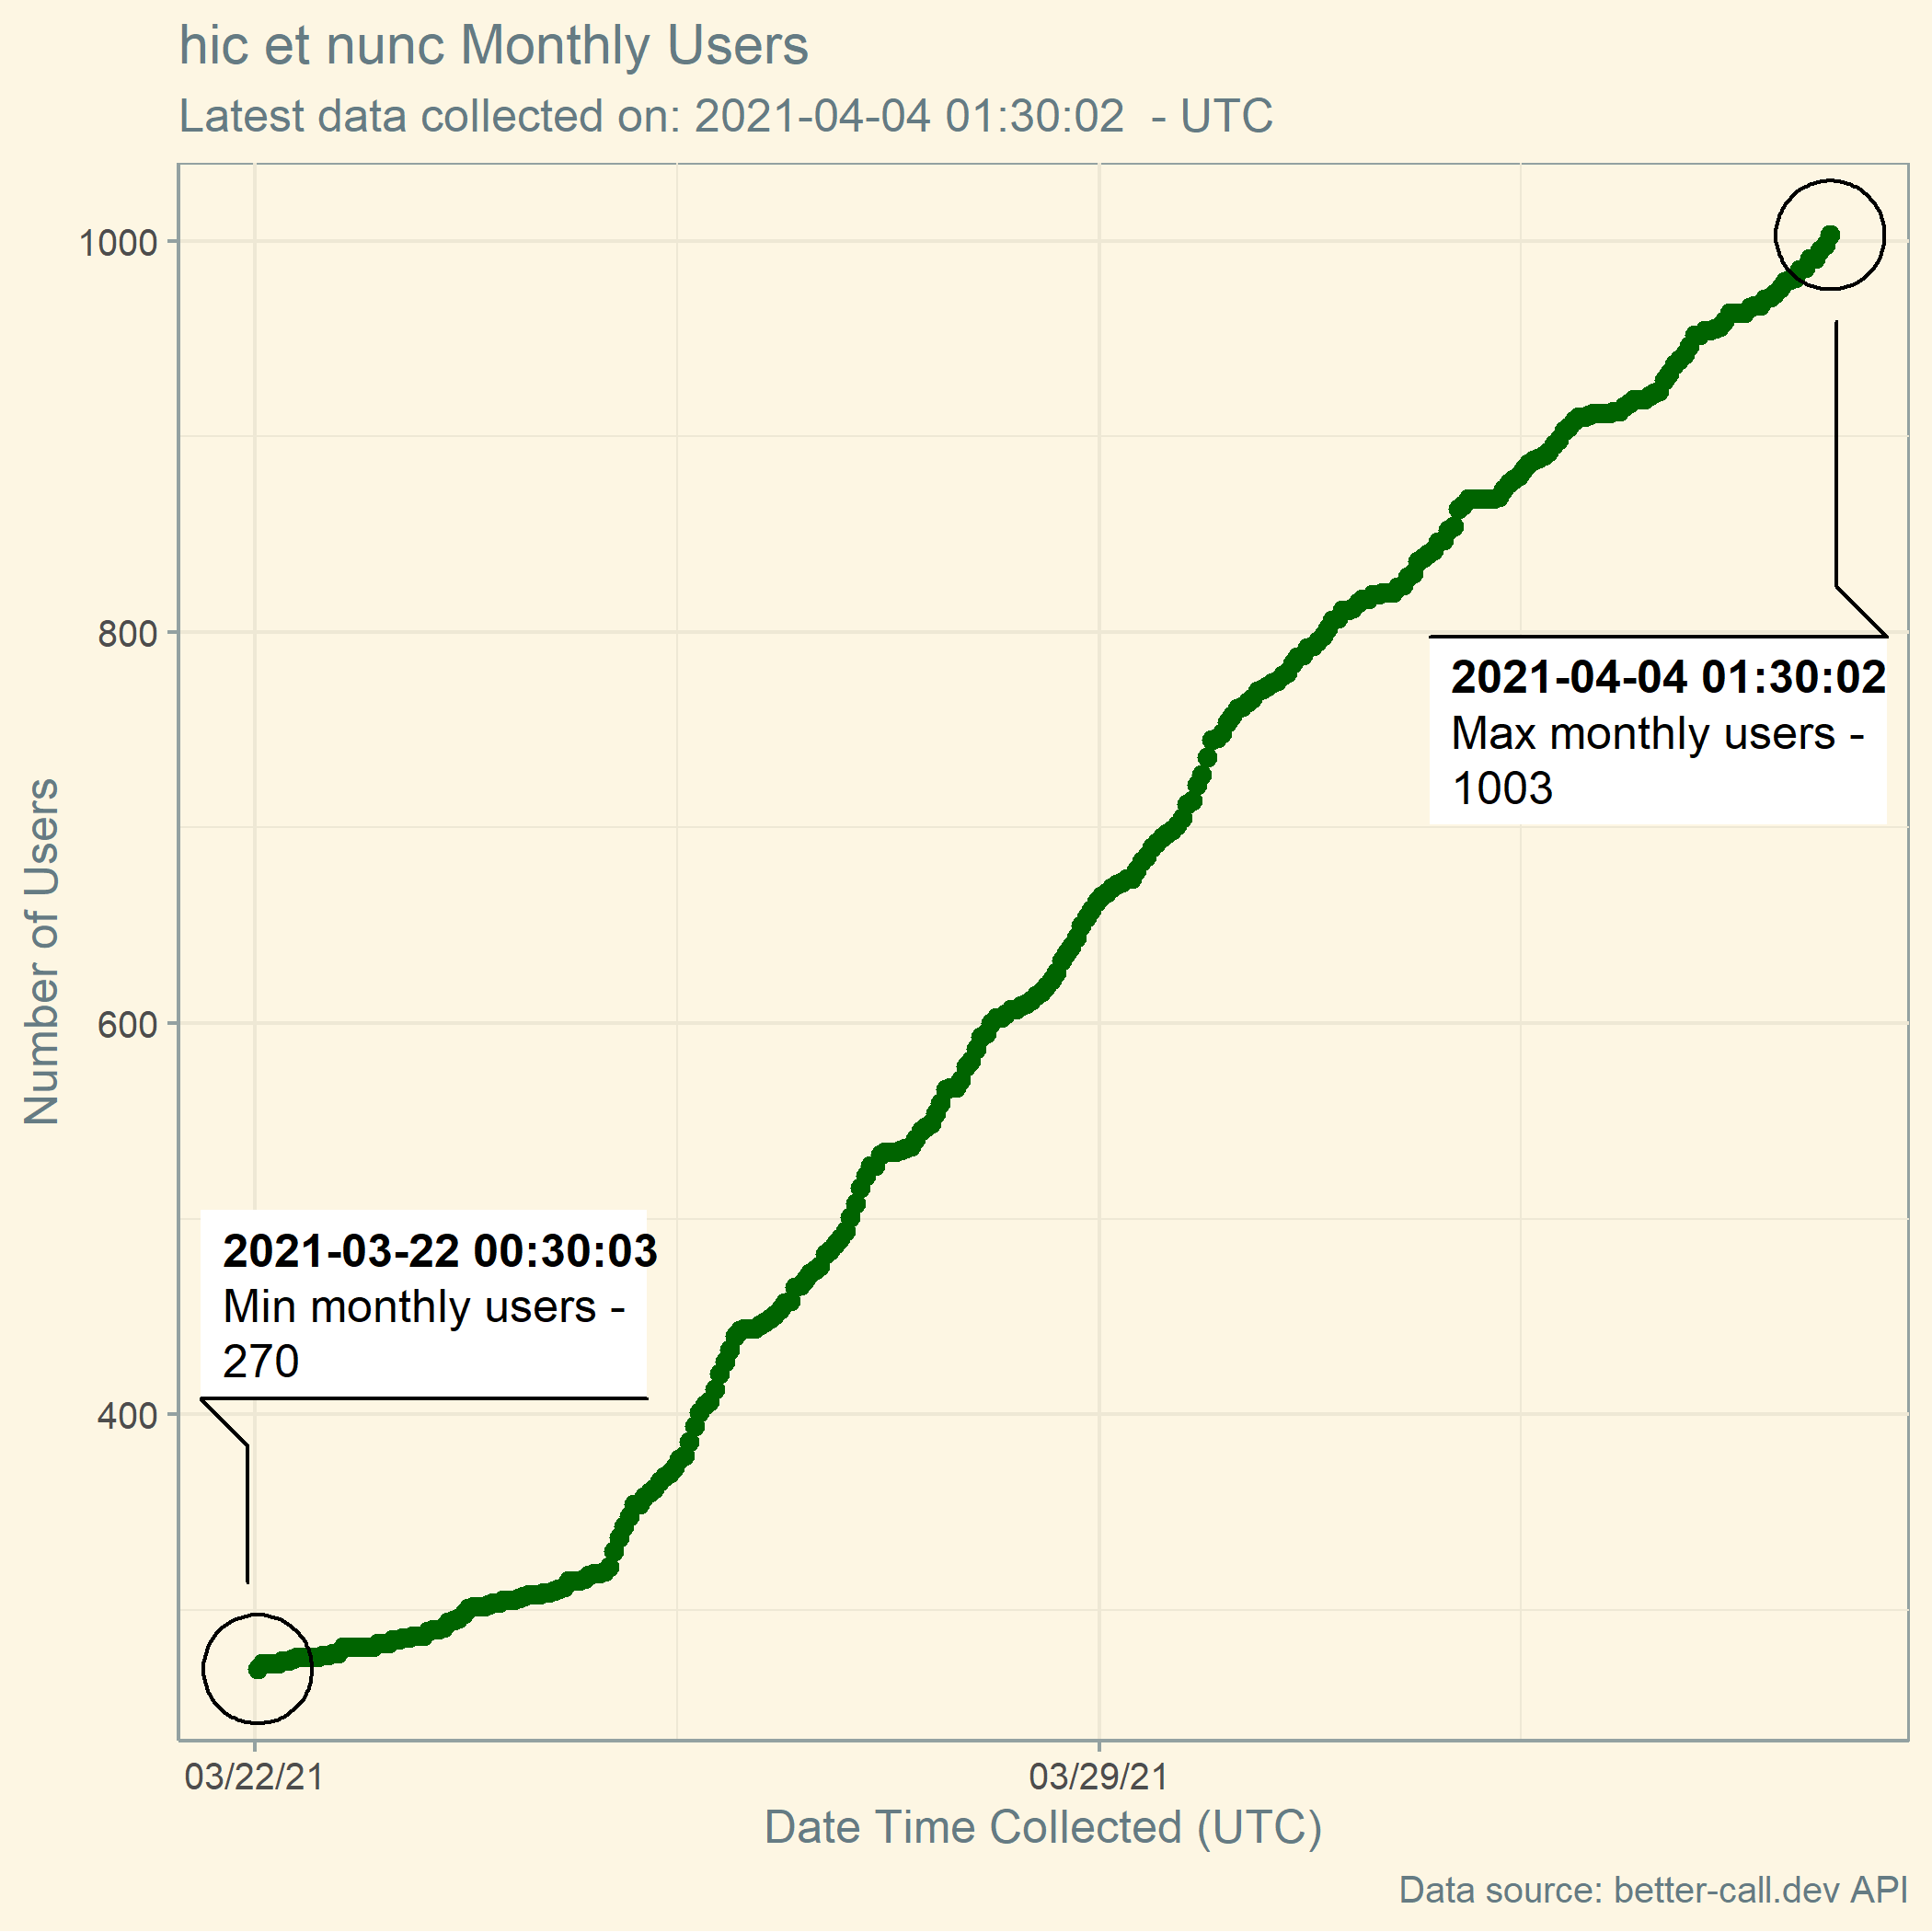 hic et nunc Monthly Users
Latest data collected on: 2021-04-04 01:30:02  - UTC
1000
800
600
400
Number of Users
2021-04-04 01:30:02
Max monthly users -
1003
2021-03-22 00:30:03
Min monthly users -
270
03/22/21
03/29/21
Date Time Collected (UTC)
Data source: better-call.dev API